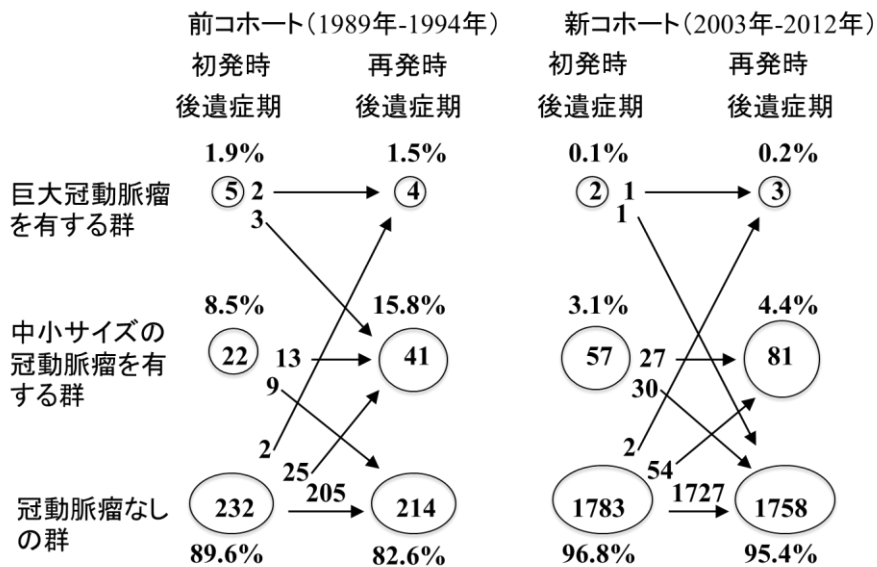 前コホート（1989年-1994年）
新コホート（2003年-2012年）
初発時
後遺症期
再発時
後遺症期
初発時
後遺症期
再発時
後遺症期
1.9%
1.5%
0.1%
0.2%
巨大冠動脈瘤
を有する群
5
2
3
4
2
1
1
3
8.5%
15.8%
3.1%
4.4%
中小サイズの
冠動脈瘤を有
する群
22
13
9
41
57
27
30
81
2
25
205
2
54
1727
冠動脈瘤なし
の群
232
214
1783
1758
89.6%
82.6%
96.8%
95.4%